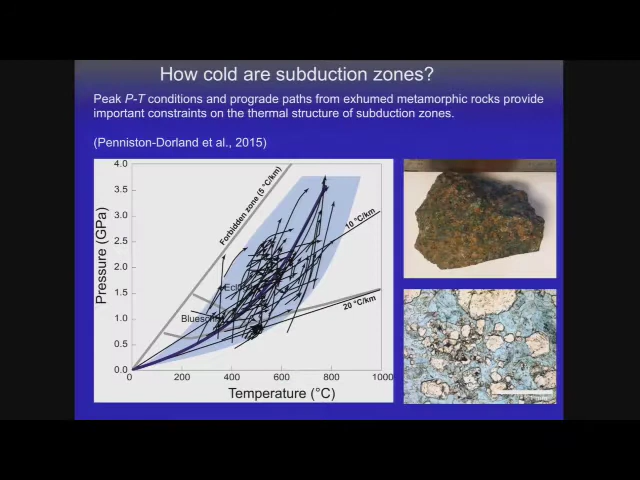 How cold are subduction zones?
Peak P-T conditions and prograde paths from exhumed metamorphic rocks provide
important constraints on the thermal structure of subduction zones.
(Penniston-Dorland et al., 2015)
4.0
3.5
3.0
2.5
2.0
1.5
1.0
0.5
0.0
Pressure (GPa)
Forbidden zone (5 °C/km)
10 °C/km
20 °C/km
0
200
400
600
800
1000
Temperature (°C)